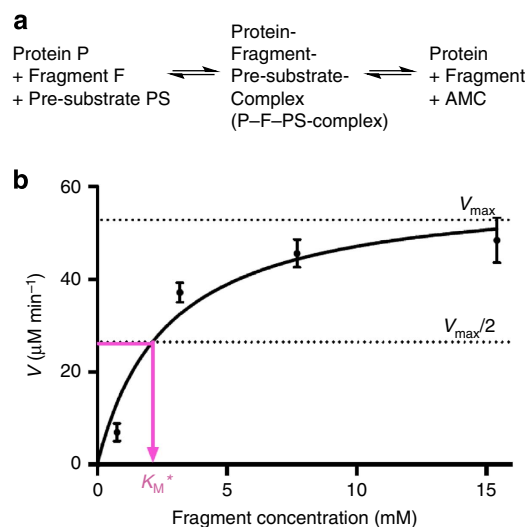 a
Protein P
+ Fragment F
+ Pre-substrate PS
Protein-
Fragment-
Pre-substrate-
Complex
(P–F–PS-complex)
Protein
+ Fragment
+ AMC
b
60
40
20
0
V (μM min⁻¹)
Vmax
Vmax/2
KM*
0
5
10
15
Fragment concentration (mM)